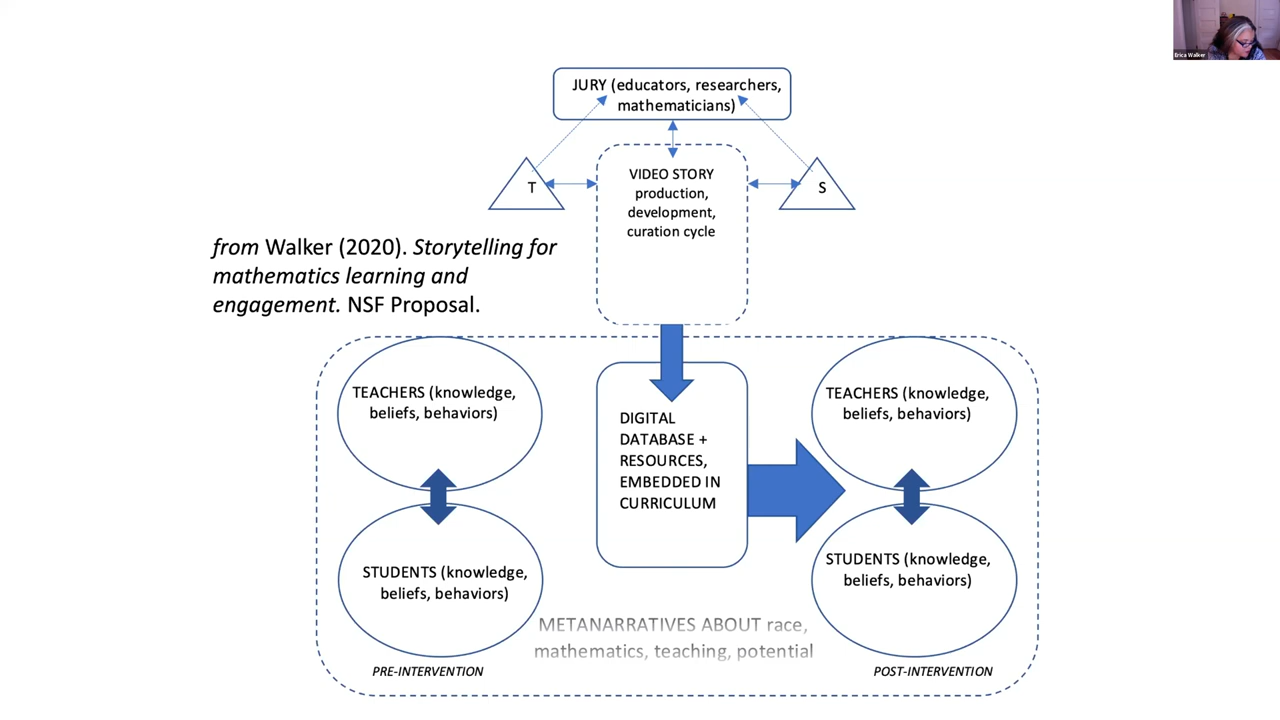 Erica Walker
JURY (educators, researchers,
mathematicians)
T
VIDEO STORY
production,
development,
curation cycle
S
from Walker (2020). Storytelling for
mathematics learning and
engagement. NSF Proposal.
TEACHERS (knowledge,
beliefs, behaviors)
DIGITAL
DATABASE +
RESOURCES,
EMBEDDED IN
CURRICULUM
TEACHERS (knowledge,
beliefs, behaviors)
STUDENTS (knowledge,
beliefs, behaviors)
STUDENTS (knowledge,
beliefs, behaviors)
METANARRATIVES ABOUT race,
mathematics, teaching, potential
PRE-INTERVENTION
POST-INTERVENTION